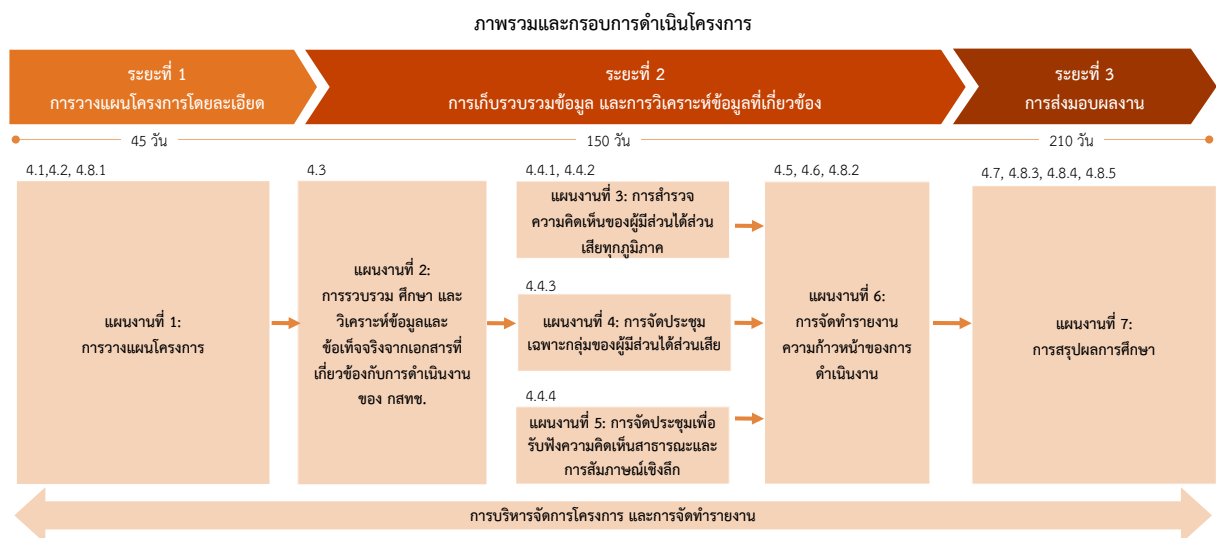 ภาพรวมและกรอบการดำเนินโครงการ
ระยะที่ 1
การวางแผนโครงการโดยละเอียด
ระยะที่ 2
การเก็บรวบรวมข้อมูล และการวิเคราะห์ข้อมูลที่เกี่ยวข้อง
ระยะที่ 3
การส่งมอบผลงาน
45 วัน
150 วัน
210 วัน
4.1,4.2, 4.8.1
แผนงานที่ 1:
การวางแผนโครงการ
4.3
แผนงานที่ 2:
การรวบรวม ศึกษา และ
วิเคราะห์ข้อมูลและ
ข้อเท็จจริงจากเอกสารที่
เกี่ยวข้องกับการดำเนินงาน
ของ กสทช.
4.4.1, 4.4.2
แผนงานที่ 3: การสำรวจ
ความคิดเห็นของผู้มีส่วนได้ส่วน
เสียทุกภูมิภาค
4.4.3
แผนงานที่ 4: การจัดประชุม
เฉพาะกลุ่มของผู้มีส่วนได้ส่วนเสีย
4.4.4
แผนงานที่ 5: การจัดประชุมเพื่อ
รับฟังความคิดเห็นสาธารณะและ
การสัมภาษณ์เชิงลึก
4.5, 4.6, 4.8.2
แผนงานที่ 6:
การจัดทำรายงาน
ความก้าวหน้าของการ
ดำเนินงาน
4.7, 4.8.3, 4.8.4, 4.8.5
แผนงานที่ 7:
การสรุปผลการศึกษา
การบริหารจัดการโครงการ และการจัดทำรายงาน